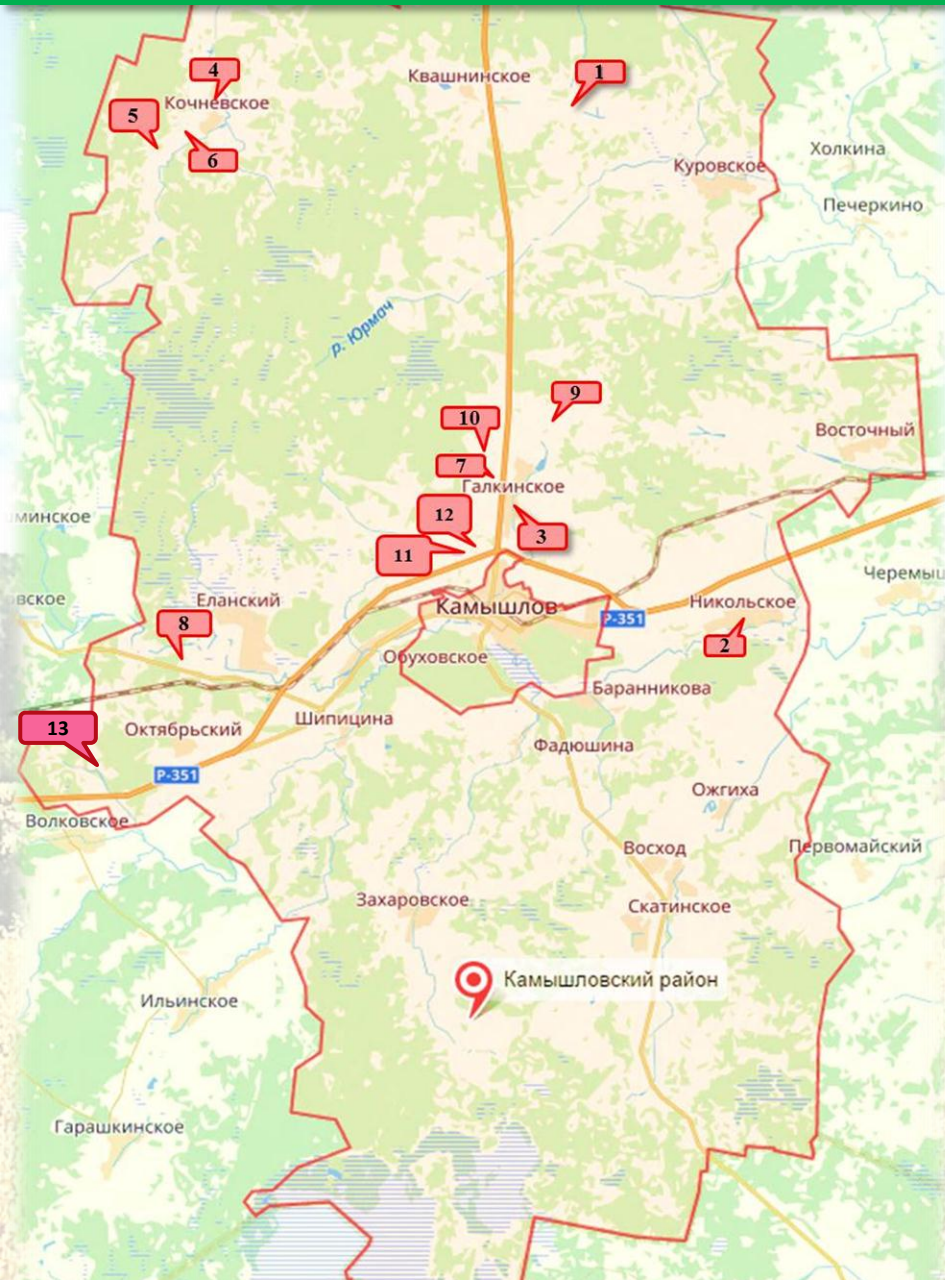 4
Квашнинское
1
Кочневское
5
6
Холкина
Куровское
Печеркино
р. Юрмач
9
10
Восточный
7
Галкинское
12
минское
3
11
вское
Еланский
Черемыш
Камышлов
Никольское
8
Р-351
2
Обуховское
Баранникова
13
Октябрьский
Шипицина
Фадюшина
Р-351
Ожгиха
Волковское
Восход
Первомайский
Захаровское
Скатинское
Камышловский район
Ильинское
Гарашкинское